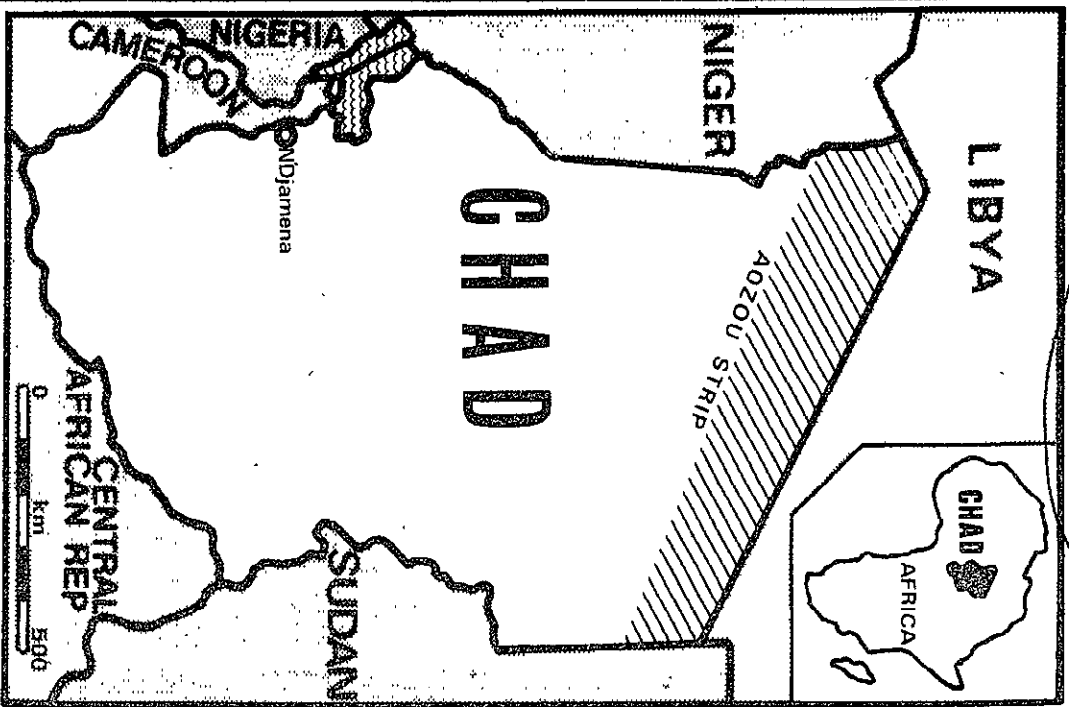 LIBYA
NIGER
AOZOU STRIP
CHAD
NIGERIA
CAMEROON
N'Djamena
SUDAN
CENTRAL
AFRICAN REP
0 km 500
CHAD
AFRICA